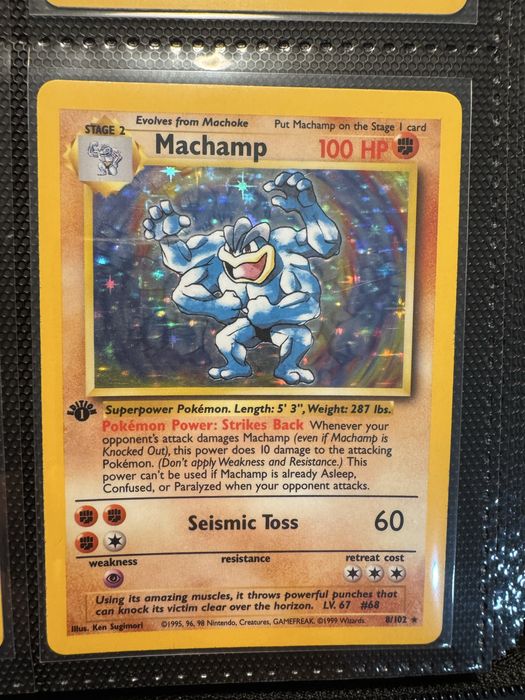 Evolves from Machoke Put Machamp on the Stage 1 card
STAGE 2
Machamp 100 HP
EDITION
1
Superpower Pokémon. Length: 5' 3", Weight: 287 lbs.
Pokémon Power: Strikes Back Whenever your
opponent's attack damages Machamp (even if Machamp is
Knocked Out), this power does 10 damage to the attacking
Pokémon. (Don't apply Weakness and Resistance.) This
power can't be used if Machamp is already Asleep,
Confused, or Paralyzed when your opponent attacks.
Seismic Toss 60
weakness resistance retreat cost
Using its amazing muscles, it throws powerful punches that
can knock its victim clear over the horizon. LV. 67 #68
Illus. Ken Sugimori ©1995, 96, 98 Nintendo, Creatures, GAMEFREAK. ©1999 Wizards. 8/102